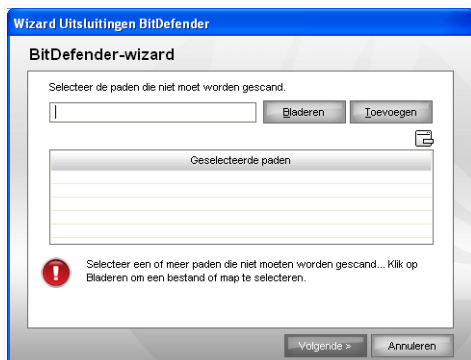 Wizard Uitsluitingen BitDefender
BitDefender-wizard
Selecteer de paden die niet moet worden gescand.
Bladeren
Toevoegen
Geselecteerde paden
Selecteer een of meer paden die niet moeten worden gescand... Klik op
Bladeren om een bestand of map te selecteren.
Volgende >
Annuleren